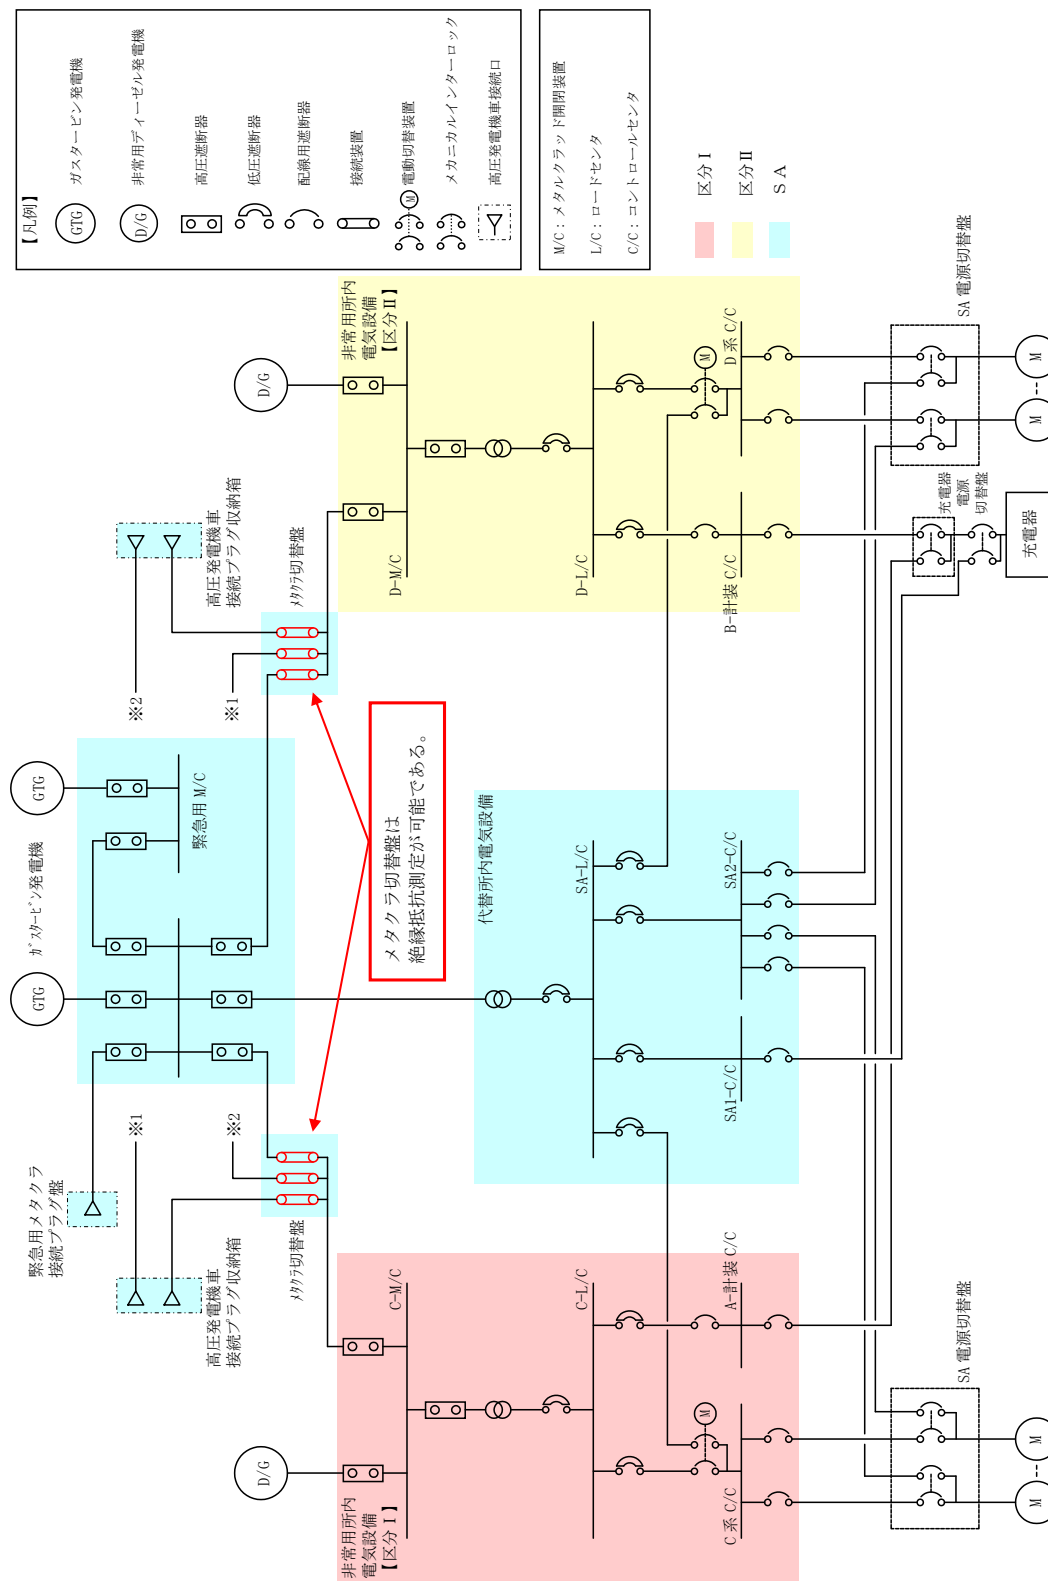 【凡例】
GTG
ガスタービン発電機
D/G
非常用ディーゼル発電機
高圧遮断器
低圧遮断器
配線用遮断器
接続装置
M
電動切替装置
メカニカルインターロック
高圧発電機車接続口
M/C：メタルクラッド開閉装置
L/C：ロードセンタ
C/C：コントロールセンタ
区分Ⅰ
区分Ⅱ
ＳＡ
緊急用メタクラ
接続プラグ盤
GTG
ｶﾞｽﾀｰﾋﾞﾝ発電機
GTG
緊急用 M/C
※1
※2
高圧発電機車
接続プラグ収納箱
※2
※1
高圧発電機車
接続プラグ収納箱
ﾒﾀｸﾗ切替盤
ﾒﾀｸﾗ切替盤
メタクラ切替盤は
絶縁抵抗測定が可能である。
D/G
D/G
非常用所内
電気設備
【区分Ⅰ】
C-M/C
C-L/C
M
C 系 C/C
A-計装 C/C
代替所内電気設備
SA-L/C
SA1-C/C
SA2-C/C
非常用所内
電気設備
【区分Ⅱ】
D-M/C
D-L/C
M
B-計装 C/C
D 系 C/C
SA 電源切替盤
M
M
充電器
電源
切替盤
充電器
SA 電源切替盤
M
M